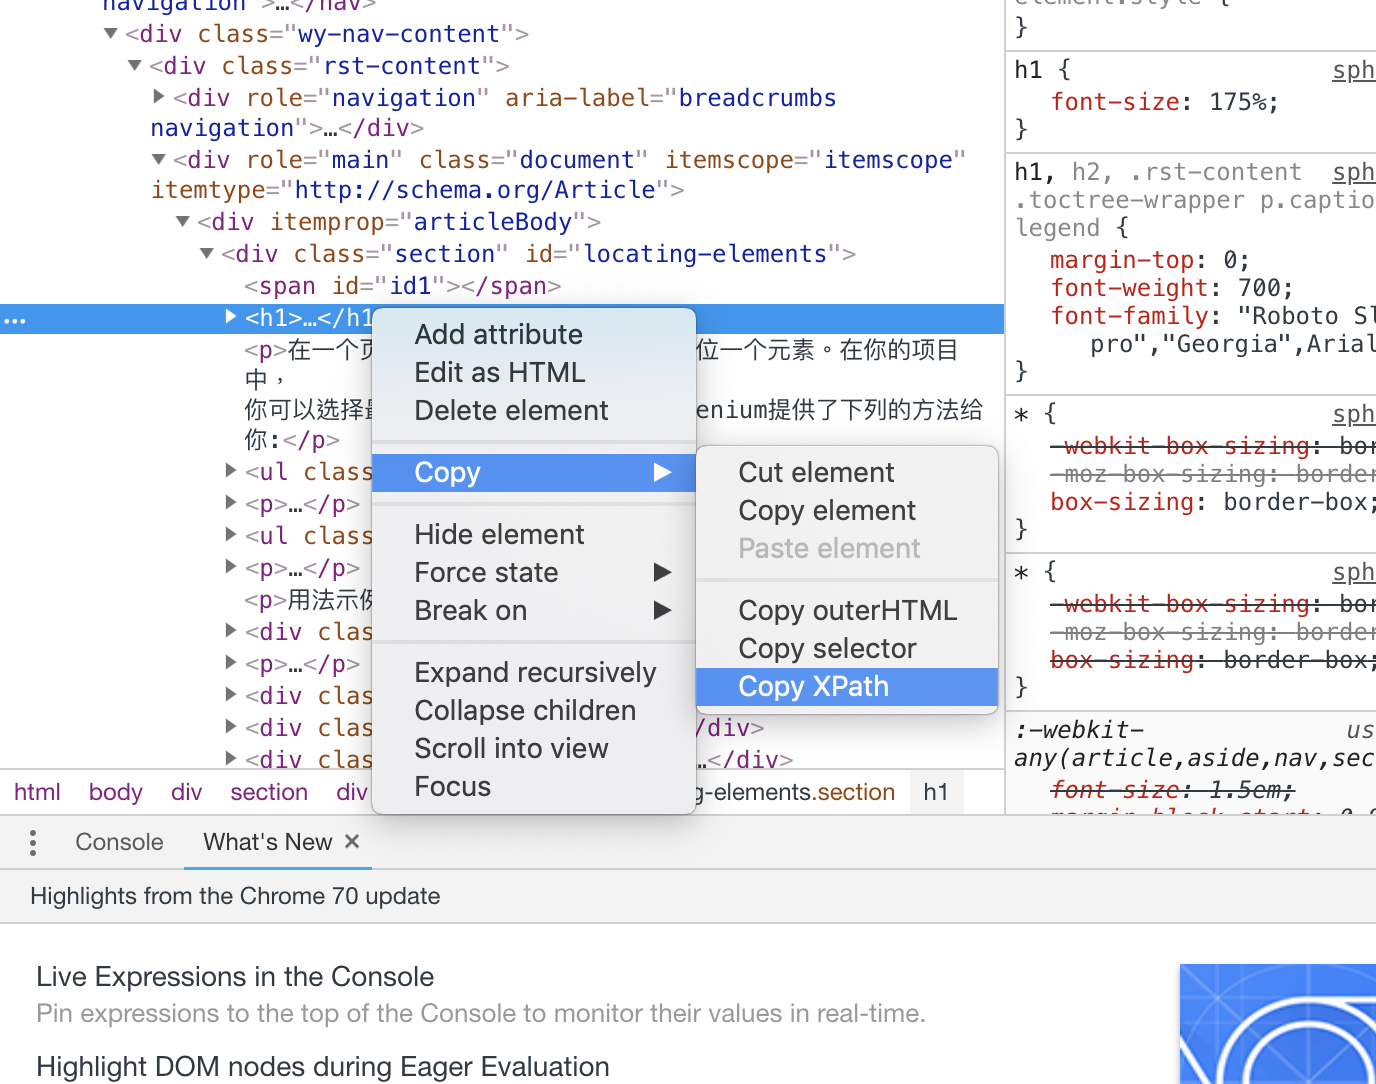 navigation">…</nav>
▼<div class="wy-nav-content">
▼<div class="rst-content">
▶<div role="navigation" aria-label="breadcrumbs
navigation">…</div>
▼<div role="main" class="document" itemscope="itemscope"
itemtype="http://schema.org/Article">
▼<div itemprop="articleBody">
▼<div class="section" id="locating-elements">
<span id="id1"></span>
… ▶<h1>…</h1
<p>在一个 位一个元素。在你的项目
中，
你可以选择 enium提供了下列的方法给
你:</p>
▶<ul clas
▶<p>…</p>
▶<ul clas
▶<p>…</p>
<p>用法示
▶<div clas
▶<p>…</p>
▶<div clas
▶<div clas /div>
▶<div clas …</div>
Add attribute
Edit as HTML
Delete element
Copy ▶
Hide element
Force state ▶
Break on ▶
Expand recursively
Collapse children
Scroll into view
Focus
Cut element
Copy element
Paste element
Copy outerHTML
Copy selector
Copy XPath
html body div section div g-elements.section h1
element.style {
}
h1 { sph
font-size: 175%;
}
h1, h2, .rst-content sph
.toctree-wrapper p.captio
legend {
margin-top: 0;
font-weight: 700;
font-family: "Roboto Sl
pro","Georgia",Arial
}
* { sph
-webkit-box-sizing: bor
-moz-box-sizing: border
box-sizing: border-box;
}
* { sph
-webkit-box-sizing: bor
-moz-box-sizing: border
box-sizing: border-box;
}
:-webkit- us
any(article,aside,nav,sec
font-size: 1.5em;
margin-block-start: 0.8
Console What's New ×
Highlights from the Chrome 70 update
Live Expressions in the Console
Pin expressions to the top of the Console to monitor their values in real-time.
Highlight DOM nodes during Eager Evaluation